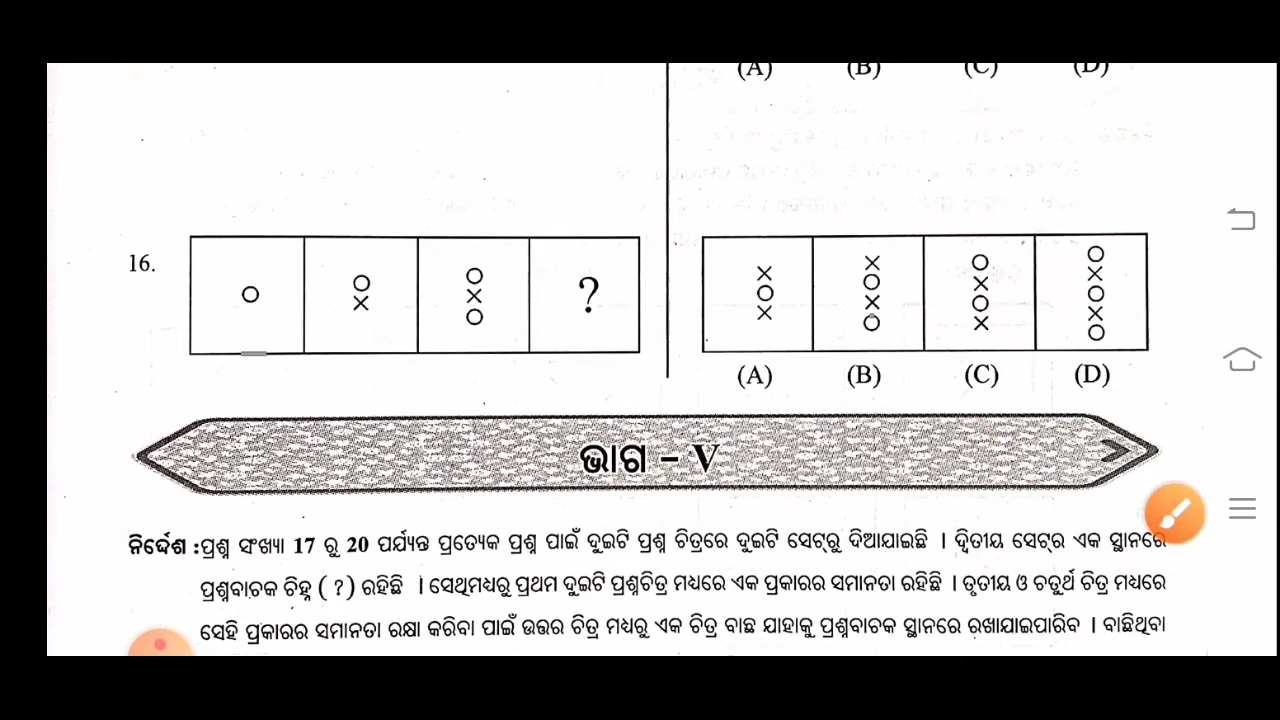 (A) (B) (C) (D)
16.
?
(A) (B) (C) (D)
ଭାଗ – V
ନିର୍ଦ୍ଦେଶ :ପ୍ରଶ୍ନ ସଂଖ୍ୟା 17 ରୁ 20 ପର୍ଯ୍ୟନ୍ତ ପ୍ରତ୍ୟେକ ପ୍ରଶ୍ନ ପାଇଁ ଦୁଇଟି ପ୍ରଶ୍ନ ଚିତ୍ରରେ ଦୁଇଟି ସେଟ୍‌ରୁ ଦିଆଯାଇଛି । ଦ୍ବିତୀୟ ସେଟ୍‌ର ଏକ ସ୍ଥାନରେ
ପ୍ରଶ୍ନବାଚକ ଚିହ୍ନ ( ? ) ରହିଛି । ସେଥିମଧ୍ୟରୁ ପ୍ରଥମ ଦୁଇଟି ପ୍ରଶ୍ନଚିତ୍ର ମଧ୍ୟରେ ଏକ ପ୍ରକାରର ସମାନତା ରହିଛି । ତୃତୀୟ ଓ ଚତୁର୍ଥ ଚିତ୍ର ମଧ୍ୟରେ
ସେହି ପ୍ରକାରର ସମାନତା ରକ୍ଷା କରିବା ପାଇଁ ଉତ୍ତର ଚିତ୍ର ମଧ୍ୟରୁ ଏକ ଚିତ୍ର ବାଛ ଯାହାକୁ ପ୍ରଶ୍ନବାଚକ ସ୍ଥାନରେ ରଖାଯାଇପାରିବ । ବାଛିଥିବା